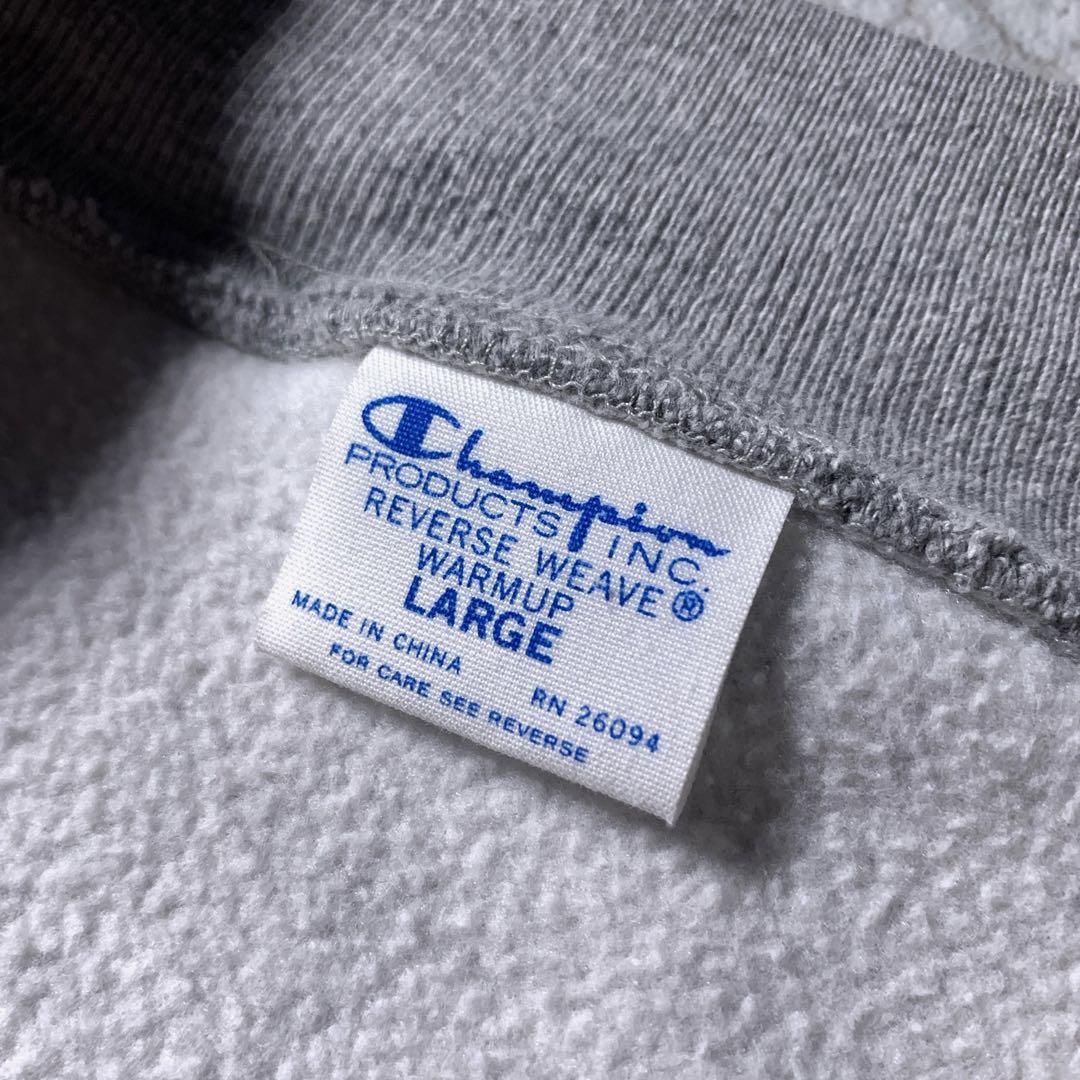 Champion
PRODUCTS INC.
REVERSE WEAVE®
WARMUP
LARGE
MADE IN CHINA RN 26094
FOR CARE SEE REVERSE